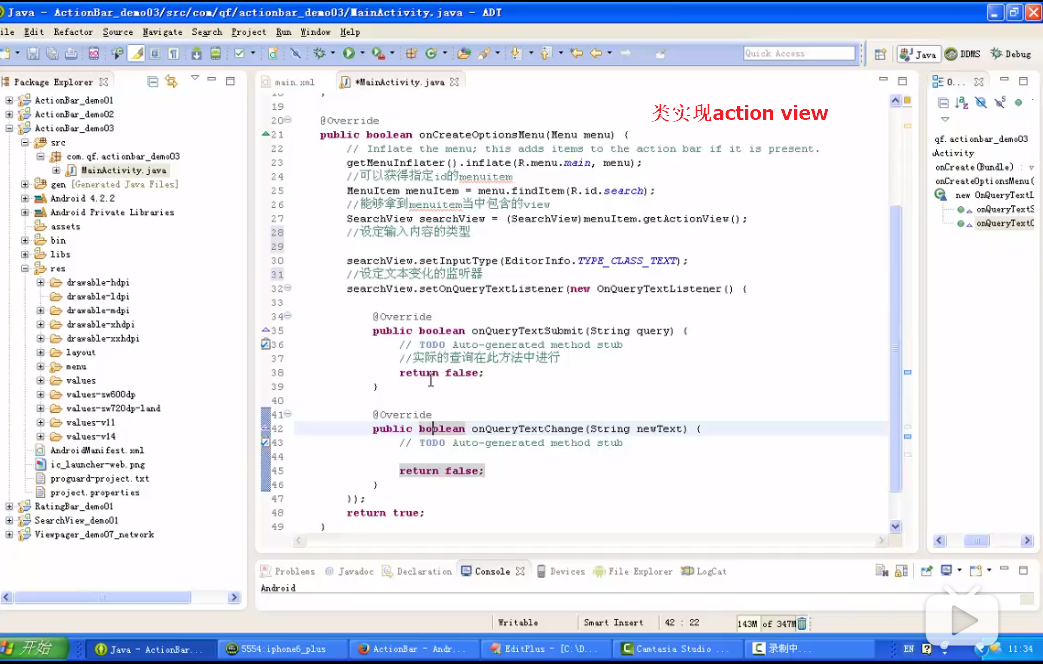 Java - ActionBar_demo03/src/com/qf/actionbar_demo03/MainActivity.java - ADT
File Edit Refactor Source Navigate Search Project Run Window Help
Quick Access
Java
DDMS
Debug
Package Explorer
main.xml
*MainActivity.java
类实现action view
ActionBar_demo01
ActionBar_demo02
ActionBar_demo03
src
com.qf.actionbar_demo03
MainActivity.java
gen [Generated Java Files]
Android 4.2.2
Android Private Libraries
assets
bin
libs
res
drawable-hdpi
drawable-ldpi
drawable-mdpi
drawable-xhdpi
drawable-xxhdpi
layout
menu
values
values-sw600dp
values-sw720dp-land
values-v11
values-v14
AndroidManifest.xml
ic_launcher-web.png
proguard-project.txt
project.properties
RatingBar_demo01
SearchView_demo01
Viewpager_demo07_network
19
20 @Override
21 public boolean onCreateOptionsMenu(Menu menu) {
22 // Inflate the menu; this adds items to the action bar if it is present.
23 getMenuInflater().inflate(R.menu.main, menu);
24 //可以获得指定id的menuitem
25 MenuItem menuItem = menu.findItem(R.id.search);
26 //能够拿到menuitem当中包含的view
27 SearchView searchView = (SearchView)menuItem.getActionView();
28 //设定输入内容的类型
29
30 searchView.setInputType(EditorInfo.TYPE_CLASS_TEXT);
31 //设定文本变化的监听器
32 searchView.setOnQueryTextListener(new OnQueryTextListener() {
33
34 @Override
35 public boolean onQueryTextSubmit(String query) {
36 // TODO Auto-generated method stub
37 //实际的查询在此方法中进行
38 return false;
39 }
40
41 @Override
42 public boolean onQueryTextChange(String newText) {
43 // TODO Auto-generated method stub
44
45 return false;
46 }
47 });
48 return true;
49 }
O...
qf.actionbar_demo03
Activity
onCreate(Bundle) : v
onCreateOptionsMenu(
new OnQueryTextL
onQueryTextS
onQueryTextC
Problems
@ Javadoc
Declaration
Console
Devices
File Explorer
LogCat
Android
Writable
Smart Insert
42 : 22
143M of 347M
开始
Java - ActionBar...
5554:iphone6_plus
ActionBar - And...
EditPlus - [C:\D...
Camtasia Studio ...
录制中...
EN
11:34